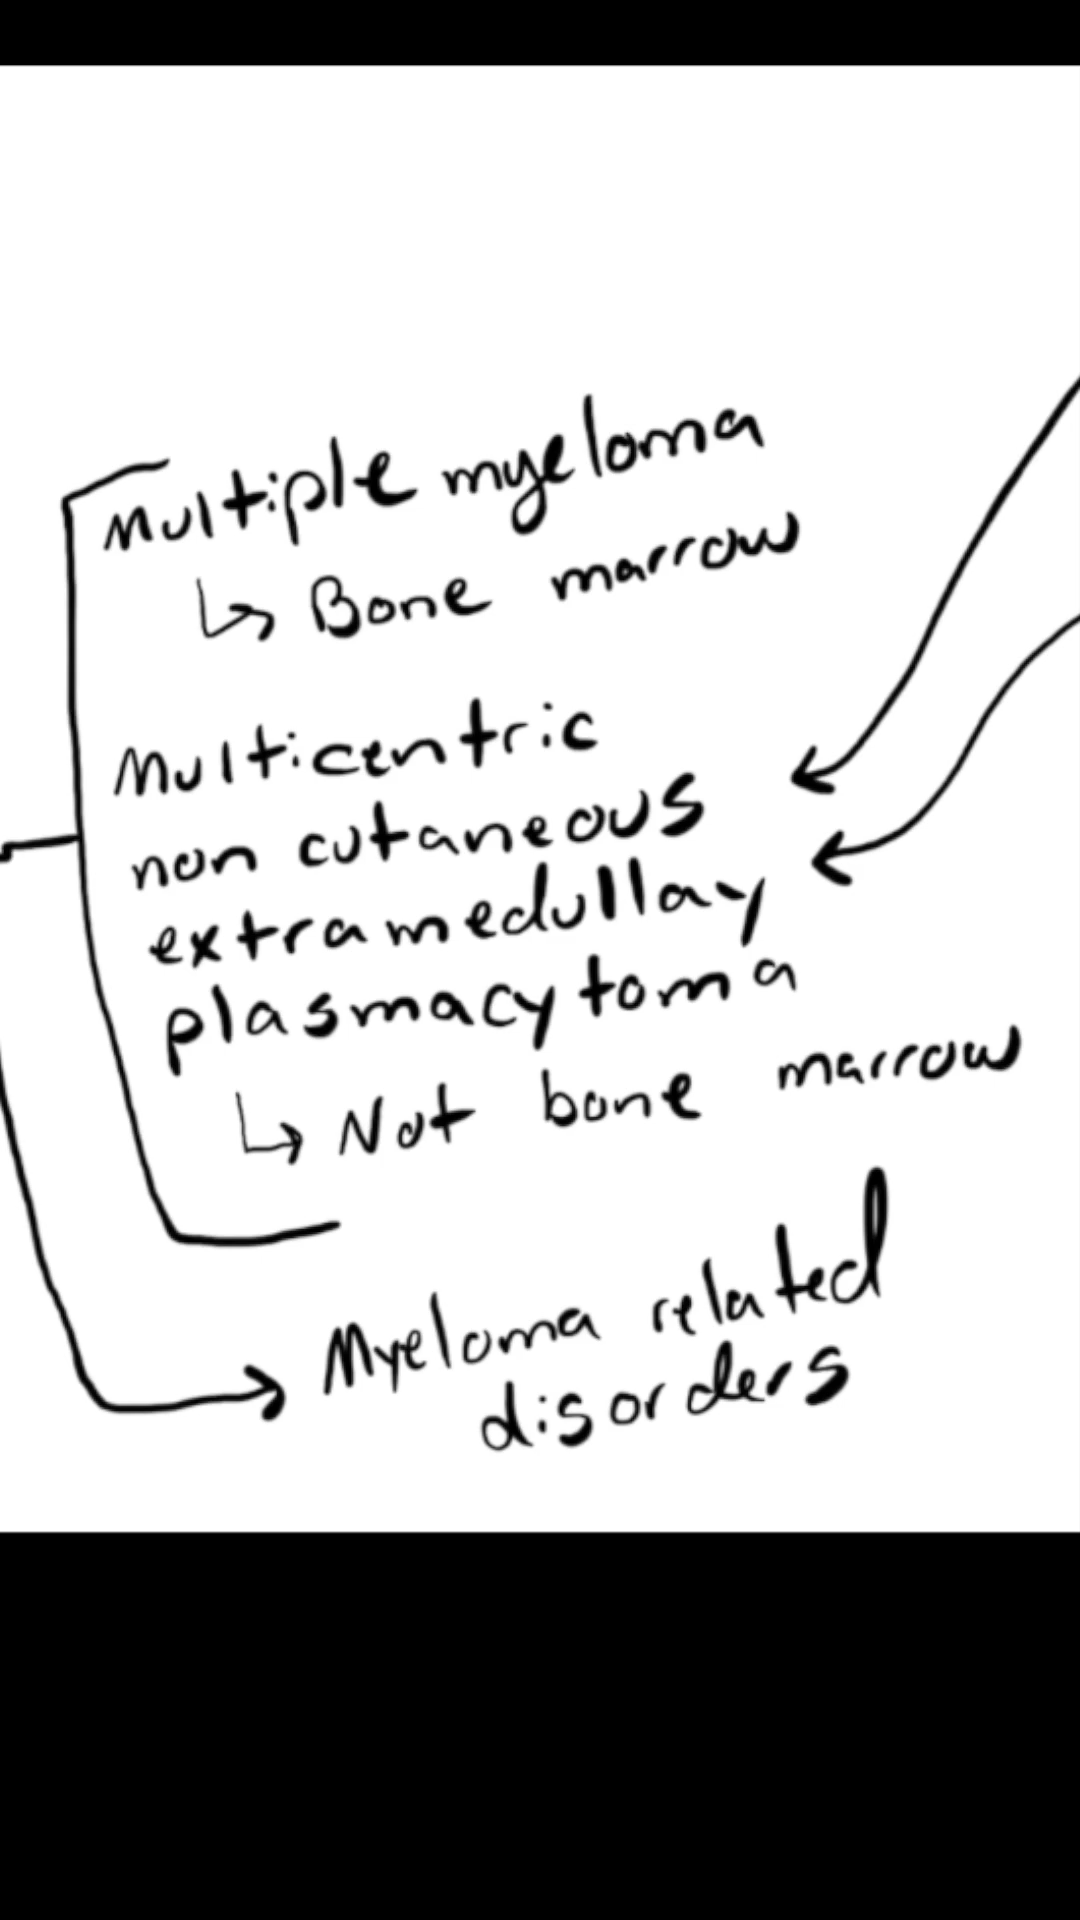 Multiple myeloma
↳ Bone marrow
Multicentric
non cutaneous
extramedullay
plasmacytoma
↳ Not bone marrow
Myeloma related
disorders